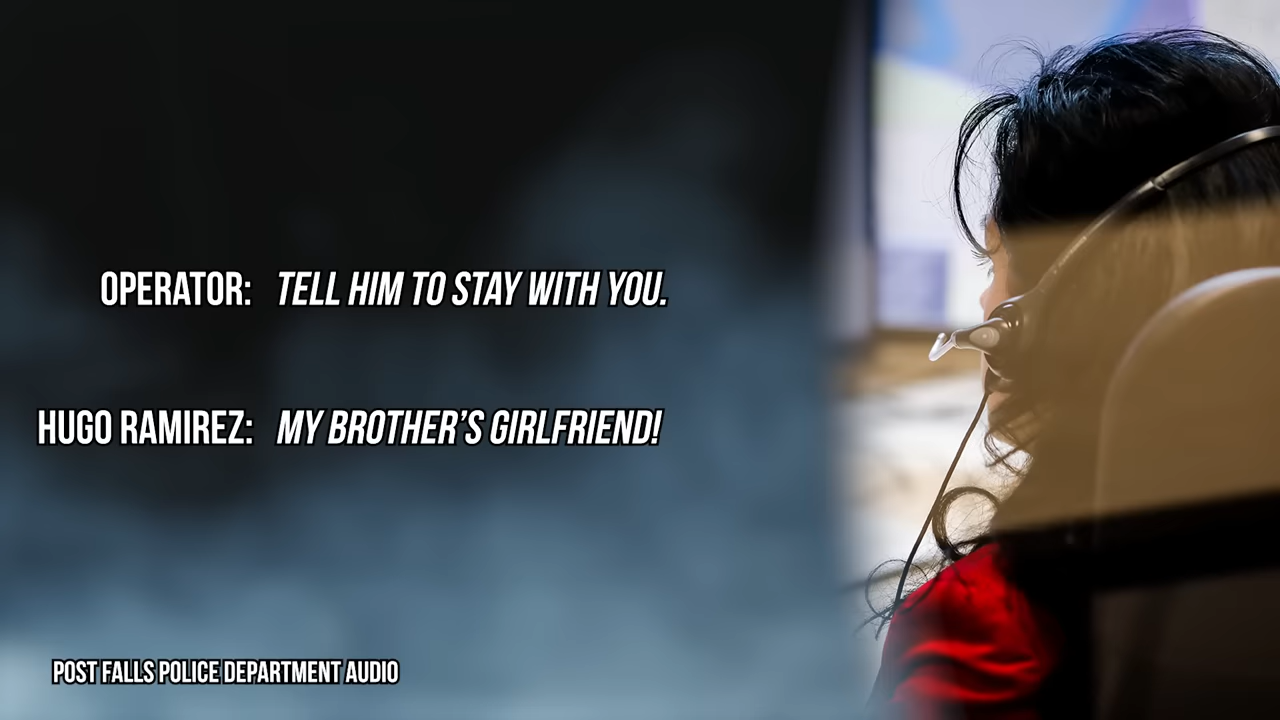 OPERATOR: TELL HIM TO STAY WITH YOU.
HUGO RAMIREZ: MY BROTHER’S GIRLFRIEND!
POST FALLS POLICE DEPARTMENT AUDIO